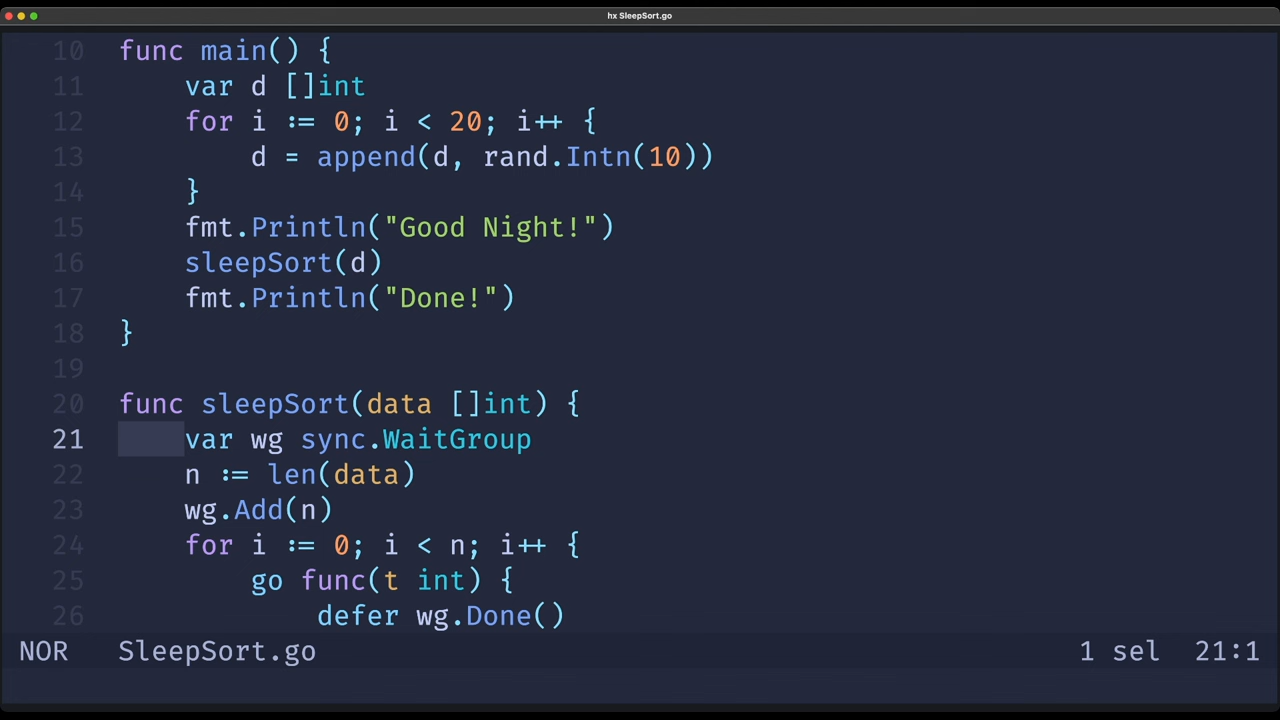 hx SleepSort.go
10 func main() {
11     var d []int
12     for i := 0; i < 20; i++ {
13         d = append(d, rand.Intn(10))
14     }
15     fmt.Println("Good Night!")
16     sleepSort(d)
17     fmt.Println("Done!")
18 }
19
20 func sleepSort(data []int) {
21     var wg sync.WaitGroup
22     n := len(data)
23     wg.Add(n)
24     for i := 0; i < n; i++ {
25         go func(t int) {
26             defer wg.Done()
NOR   SleepSort.go   1 sel   21:1